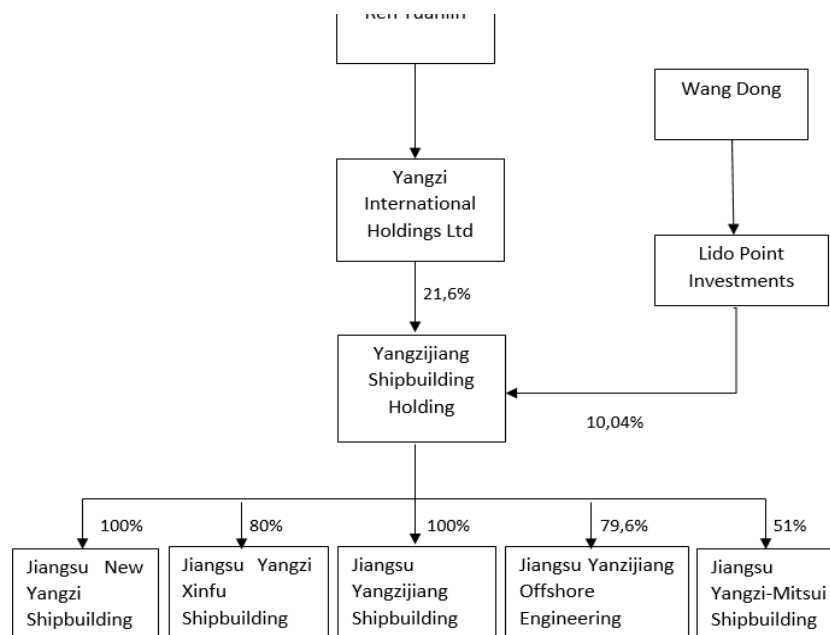 Ren Yuanlin
Wang Dong
Yangzi
International
Holdings Ltd
Lido Point
Investments
21,6%
Yangzijiang
Shipbuilding
Holding
10,04%
100%
80%
100%
79,6%
51%
Jiangsu New
Yangzi
Shipbuilding
Jiangsu Yangzi
Xinfu
Shipbuilding
Jiangsu
Yangzijiang
Shipbuilding
Jiangsu Yanzijiang
Offshore
Engineering
Jiangsu
Yangzi-Mitsui
Shipbuilding